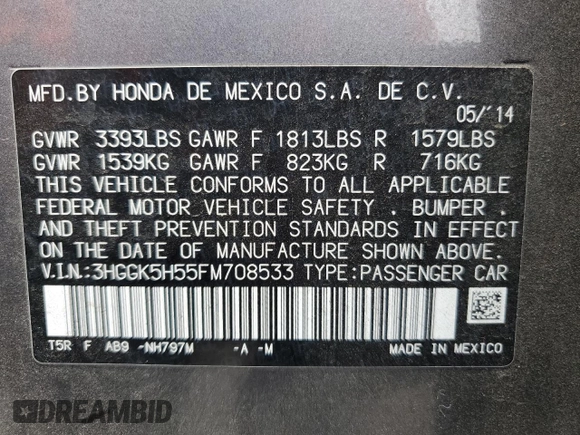 MFD.BY HONDA DE MEXICO S.A. DE C.V.
05/'14
GVWR 3393LBS GAWR F 1813LBS R 1579LBS
GVWR 1539KG GAWR F 823KG R 716KG
THIS VEHICLE CONFORMS TO ALL APPLICABLE
FEDERAL MOTOR VEHICLE SAFETY . BUMPER .
AND THEFT PREVENTION STANDARDS IN EFFECT
ON THE DATE OF MANUFACTURE SHOWN ABOVE.
V.I.N.:3HGGK5H55FM708533 TYPE:PASSENGER CAR
T5R F AB9 -NH797M -A -M MADE IN MEXICO
DREAMBID